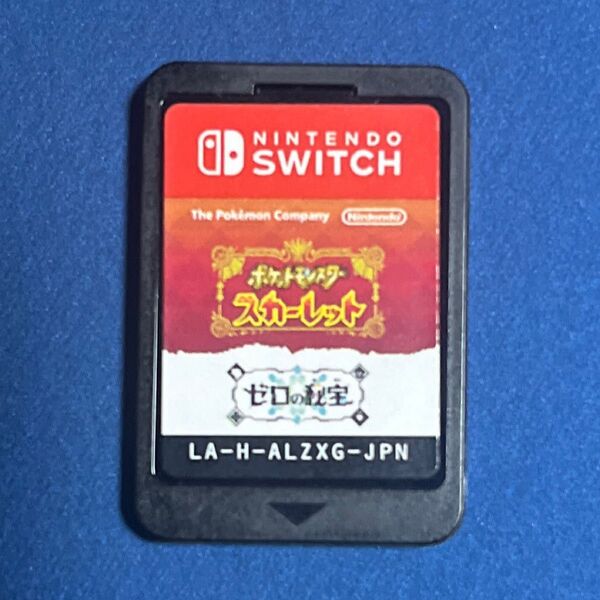 NINTENDO
SWITCH
The Pokémon Company Nintendo
ポケットモンスター
スカーレット
ゼロの秘宝
LA-H-ALZXG-JPN